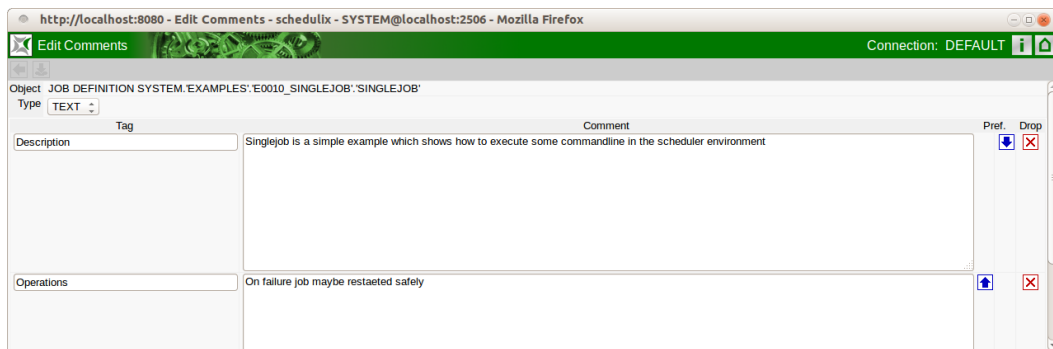 http://localhost:8080 - Edit Comments - schedulix - SYSTEM@localhost:2506 - Mozilla Firefox
Edit Comments
Connection: DEFAULT
Object JOB DEFINITION SYSTEM.'EXAMPLES'.'E0010_SINGLEJOB'.'SINGLEJOB'
Type TEXT
Tag Comment Pref. Drop
Description Singlejob is a simple example which shows how to execute some commandline in the scheduler environment
Operations On failure job maybe restaeted safely